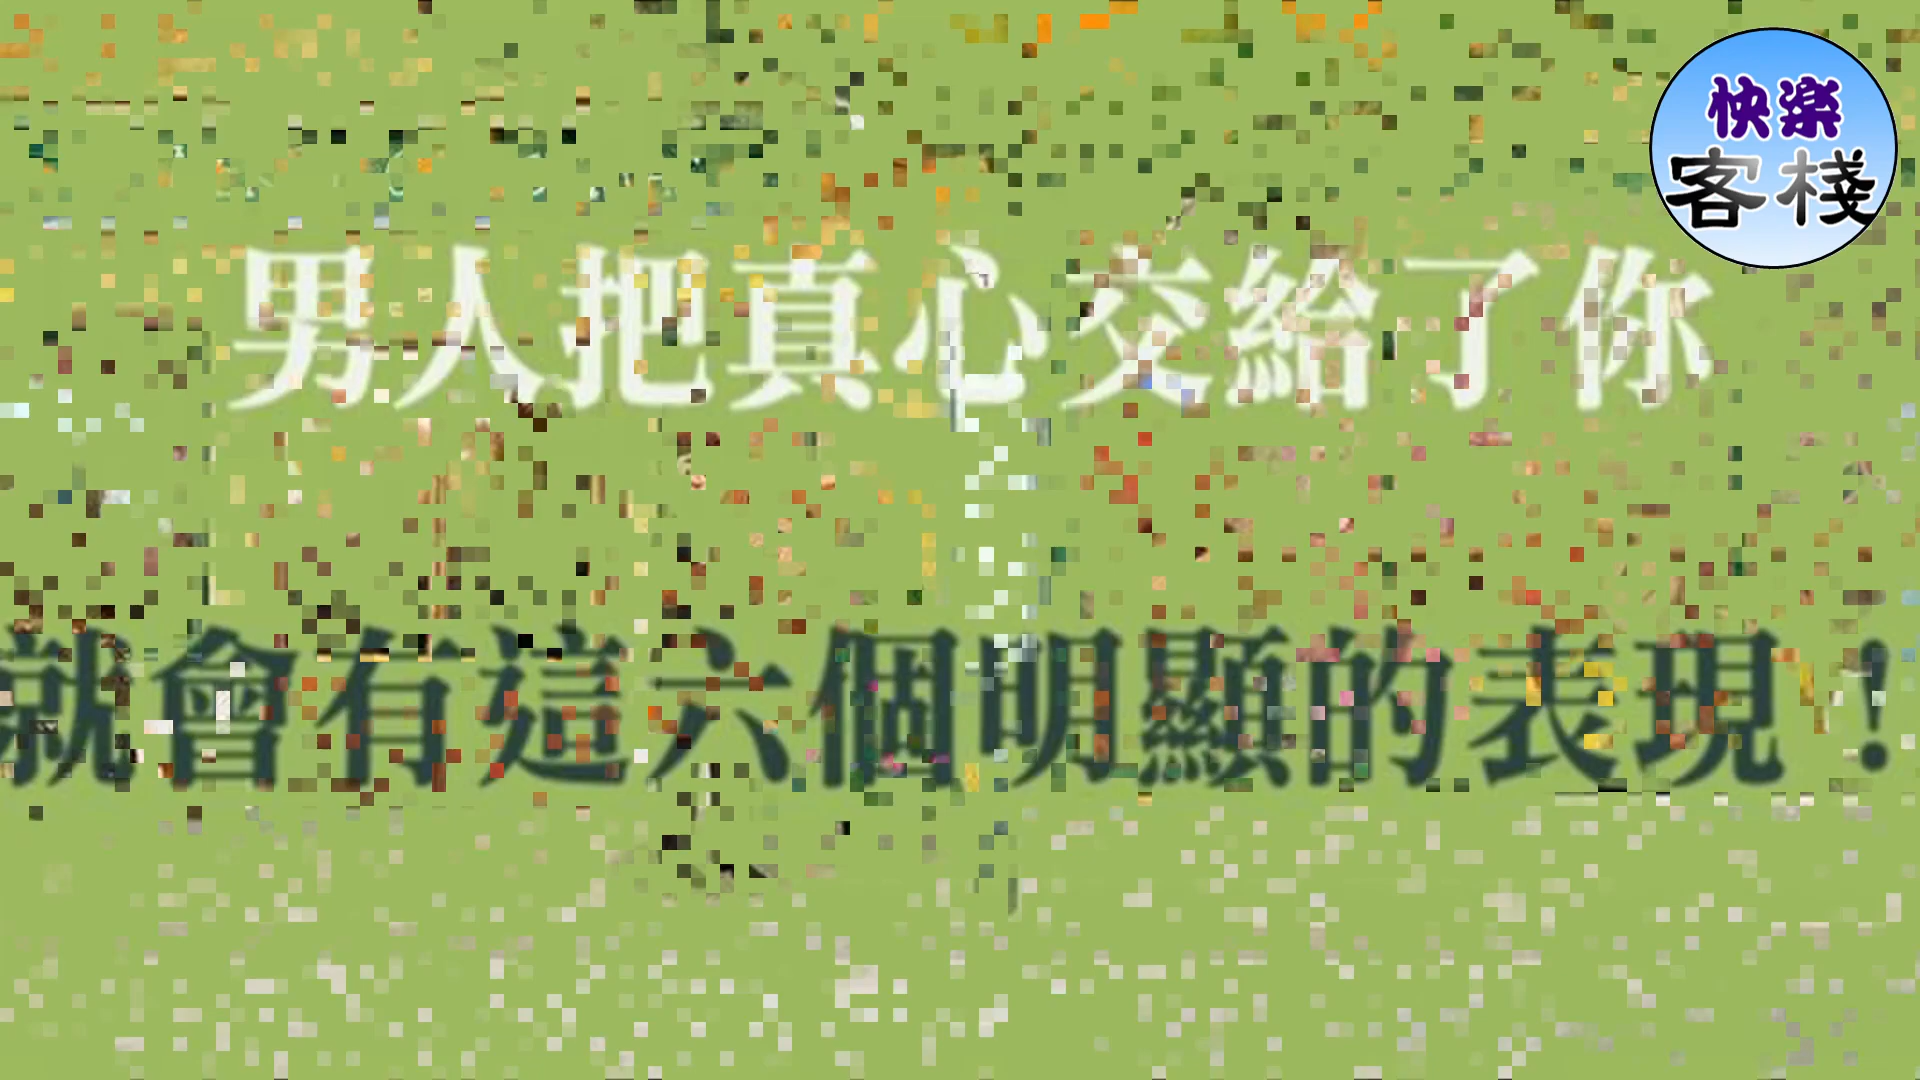 快楽
客栈
男人把真心交給了你
就會有這六個明顯的表現！